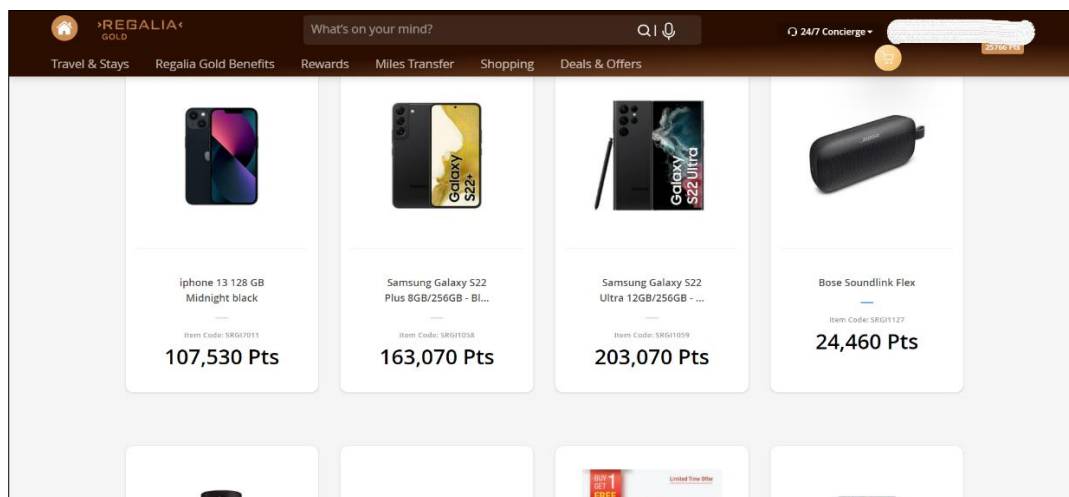 ›REGALIA‹
GOLD
What's on your mind?
24/7 Concierge
25766 Pts
Travel & Stays
Regalia Gold Benefits
Rewards
Miles Transfer
Shopping
Deals & Offers
Galaxy
S22+
Galaxy
S22 Ultra
iphone 13 128 GB
Midnight black
Item Code: SRGI7011
107,530 Pts
Samsung Galaxy S22
Plus 8GB/256GB - Bl...
Item Code: SRGI1058
163,070 Pts
Samsung Galaxy S22
Ultra 12GB/256GB - ...
Item Code: SRGI1059
203,070 Pts
Bose Soundlink Flex
Item Code: SRGI1127
24,460 Pts
BUY 1
GET
FREE
Limited Time Offer